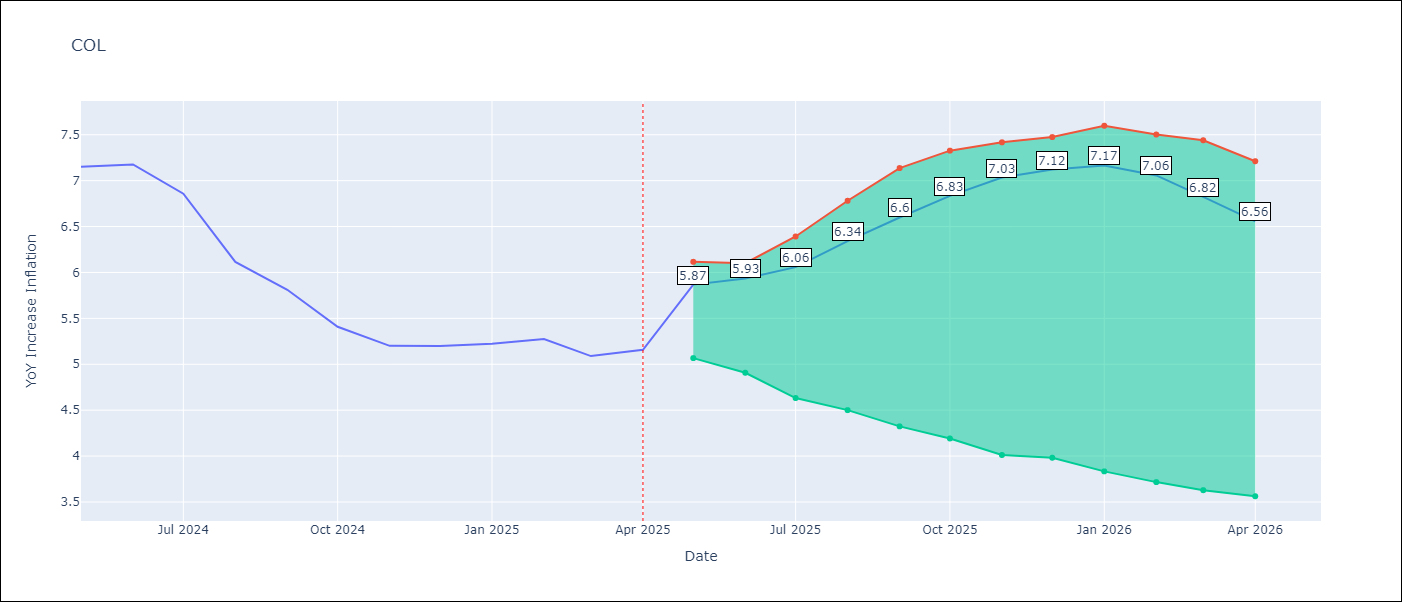 COL
YoY Increase Inflation
7.5
7
6.5
6
5.5
5
4.5
4
3.5
5.87
5.93
6.06
6.34
6.6
6.83
7.03
7.12
7.17
7.06
6.82
6.56
Jul 2024
Oct 2024
Jan 2025
Apr 2025
Jul 2025
Oct 2025
Jan 2026
Apr 2026
Date